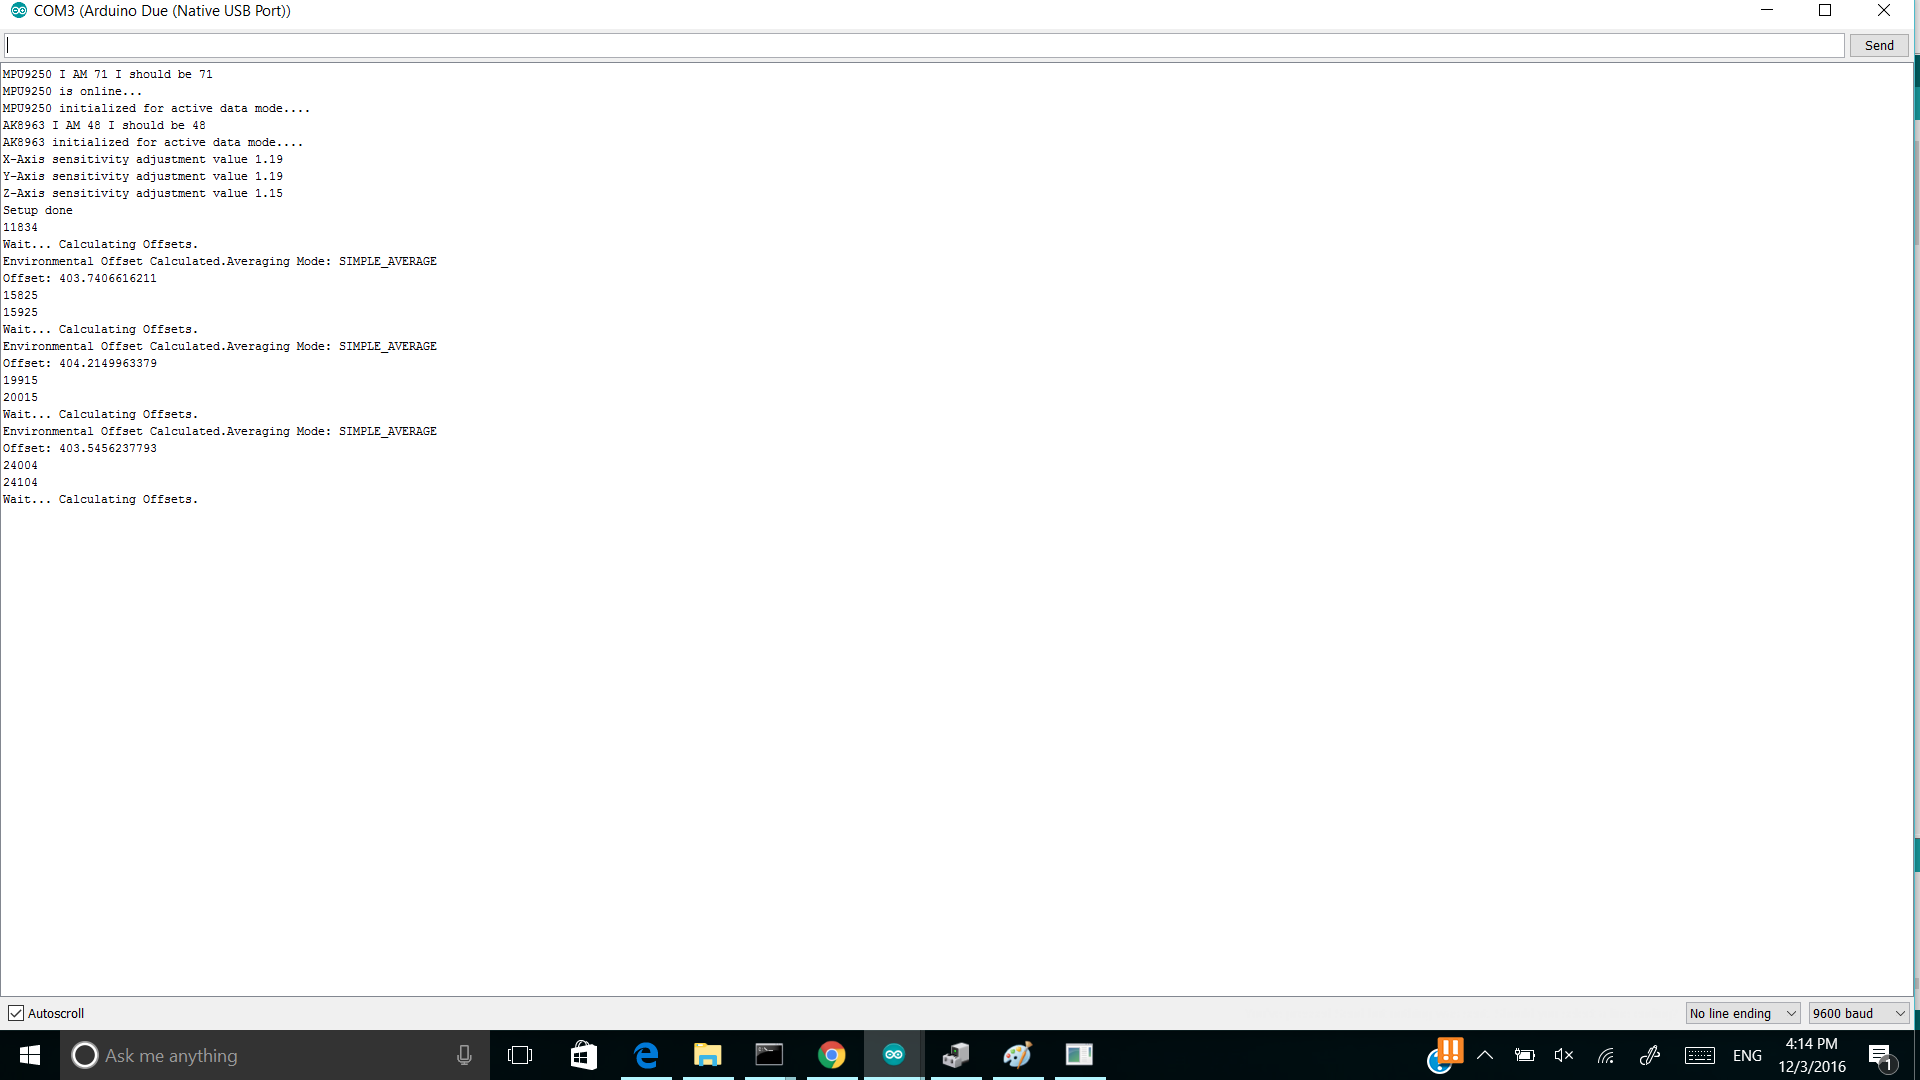 COM3 (Arduino Due (Native USB Port))
Send
MPU9250 I AM 71 I should be 71
MPU9250 is online...
MPU9250 initialized for active data mode....
AK8963 I AM 48 I should be 48
AK8963 initialized for active data mode....
X-Axis sensitivity adjustment value 1.19
Y-Axis sensitivity adjustment value 1.19
Z-Axis sensitivity adjustment value 1.15
Setup done
11834
Wait... Calculating Offsets.
Environmental Offset Calculated.Averaging Mode: SIMPLE_AVERAGE
Offset: 403.7406616211
15825
15925
Wait... Calculating Offsets.
Environmental Offset Calculated.Averaging Mode: SIMPLE_AVERAGE
Offset: 404.2149963379
19915
20015
Wait... Calculating Offsets.
Environmental Offset Calculated.Averaging Mode: SIMPLE_AVERAGE
Offset: 403.5456237793
24004
24104
Wait... Calculating Offsets.
Autoscroll
No line ending
9600 baud
Ask me anything
ENG
4:14 PM
12/3/2016
1